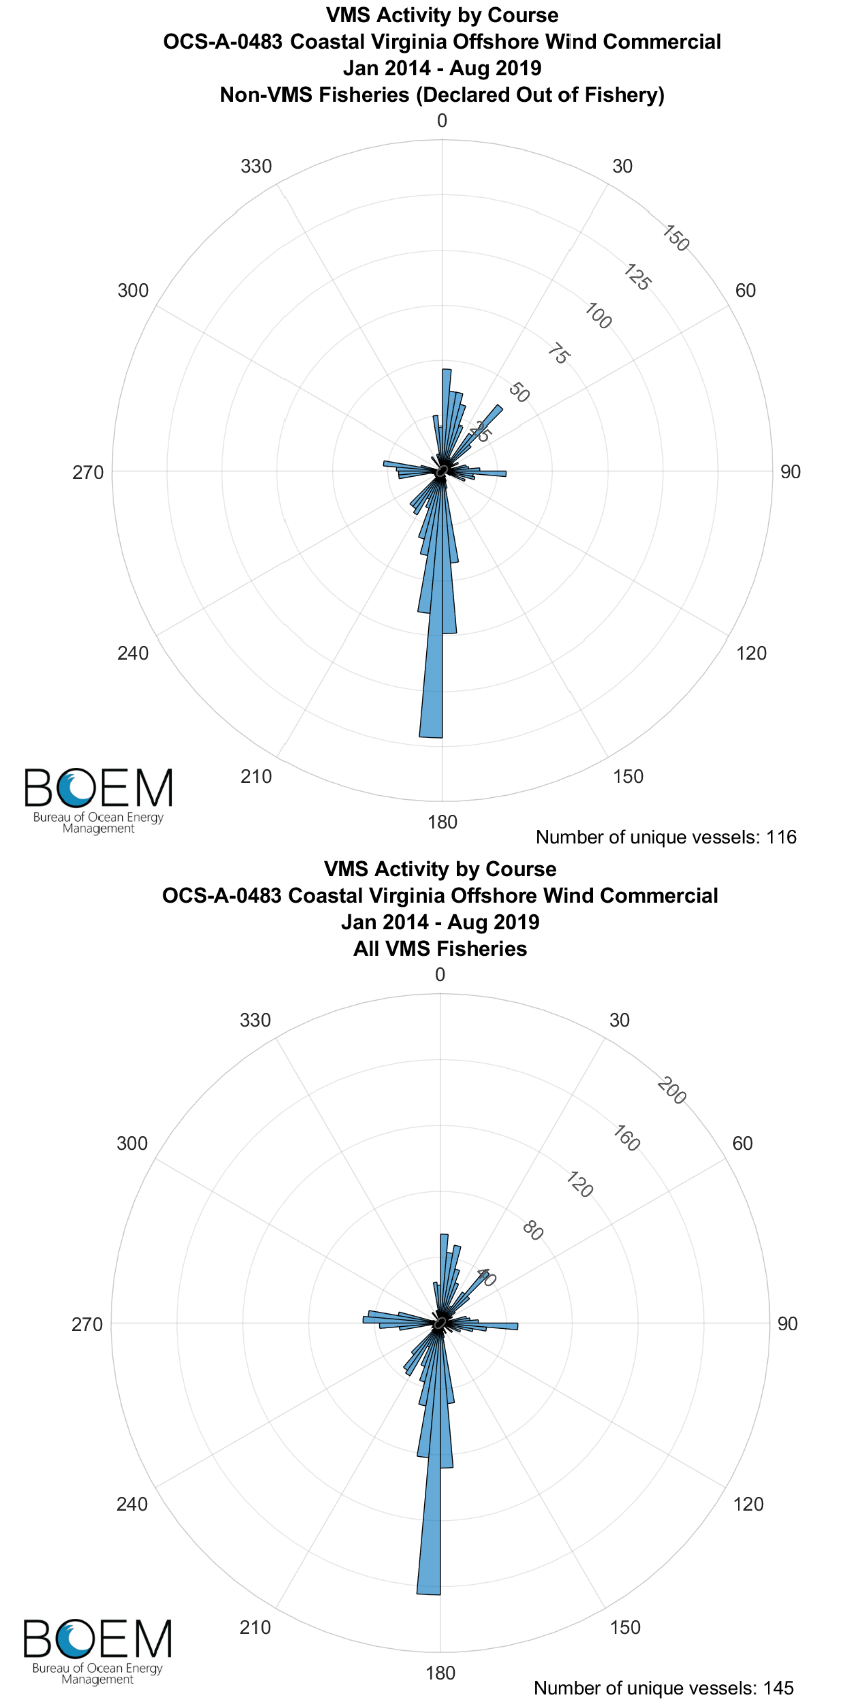 VMS Activity by Course
OCS-A-0483 Coastal Virginia Offshore Wind Commercial
Jan 2014 - Aug 2019
Non-VMS Fisheries (Declared Out of Fishery)
0
330
30
150
125
300
60
100
75
50
25
270
90
240
120
210
150
180
BOEM
Bureau of Ocean Energy
Management
Number of unique vessels: 116
VMS Activity by Course
OCS-A-0483 Coastal Virginia Offshore Wind Commercial
Jan 2014 - Aug 2019
All VMS Fisheries
0
330
30
200
160
300
60
120
80
40
270
90
240
120
210
150
180
BOEM
Bureau of Ocean Energy
Management
Number of unique vessels: 145